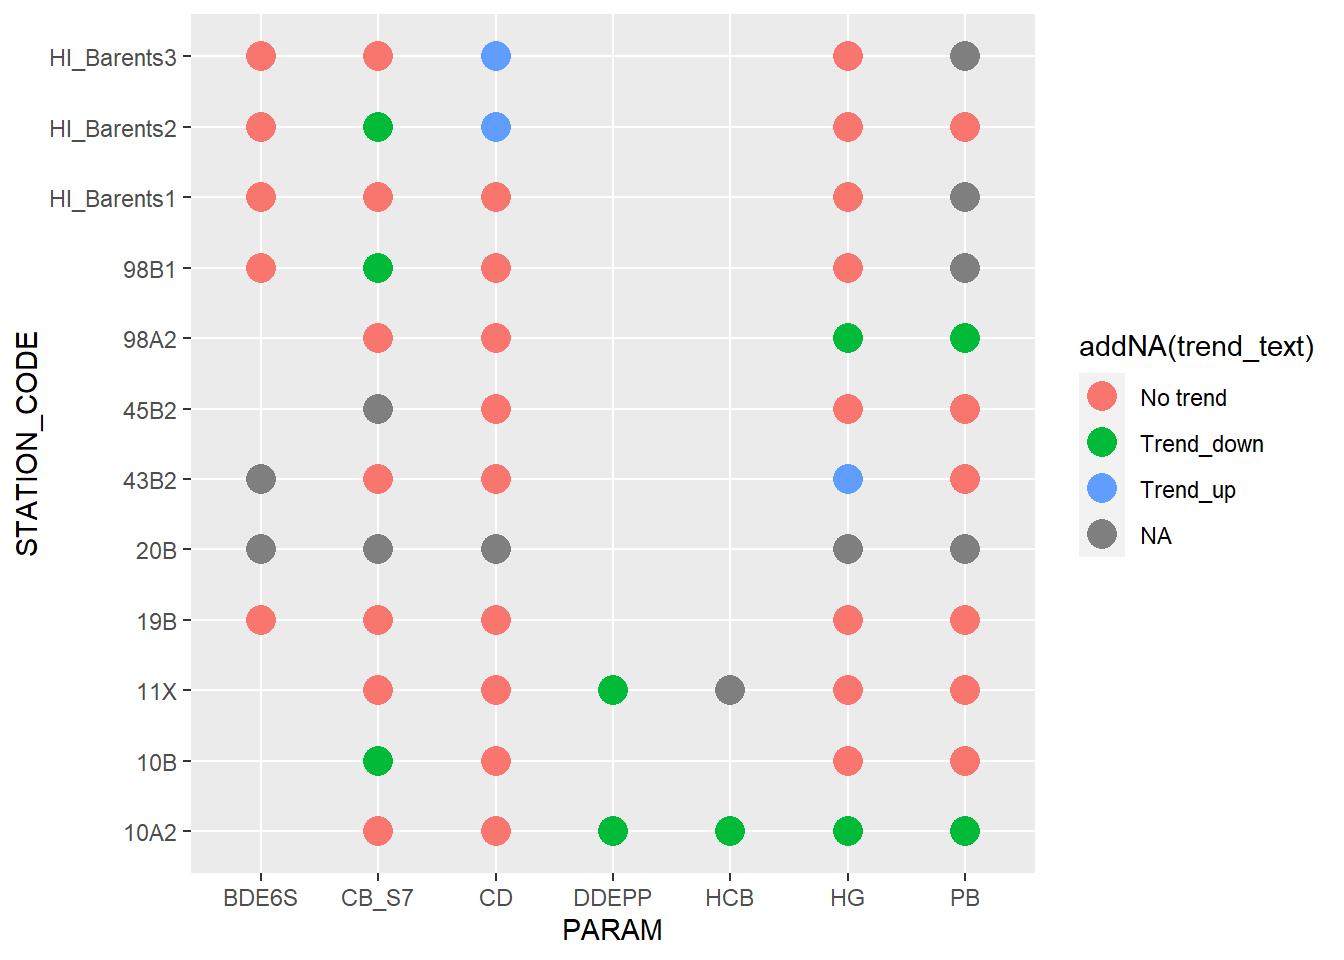 HI_Barents3
HI_Barents2
HI_Barents1
98B1
98A2
45B2
43B2
20B
19B
11X
10B
10A2
STATION_CODE
BDE6S CB_S7 CD DDEPP HCB HG PB
PARAM
addNA(trend_text)
No trend
Trend_down
Trend_up
NA